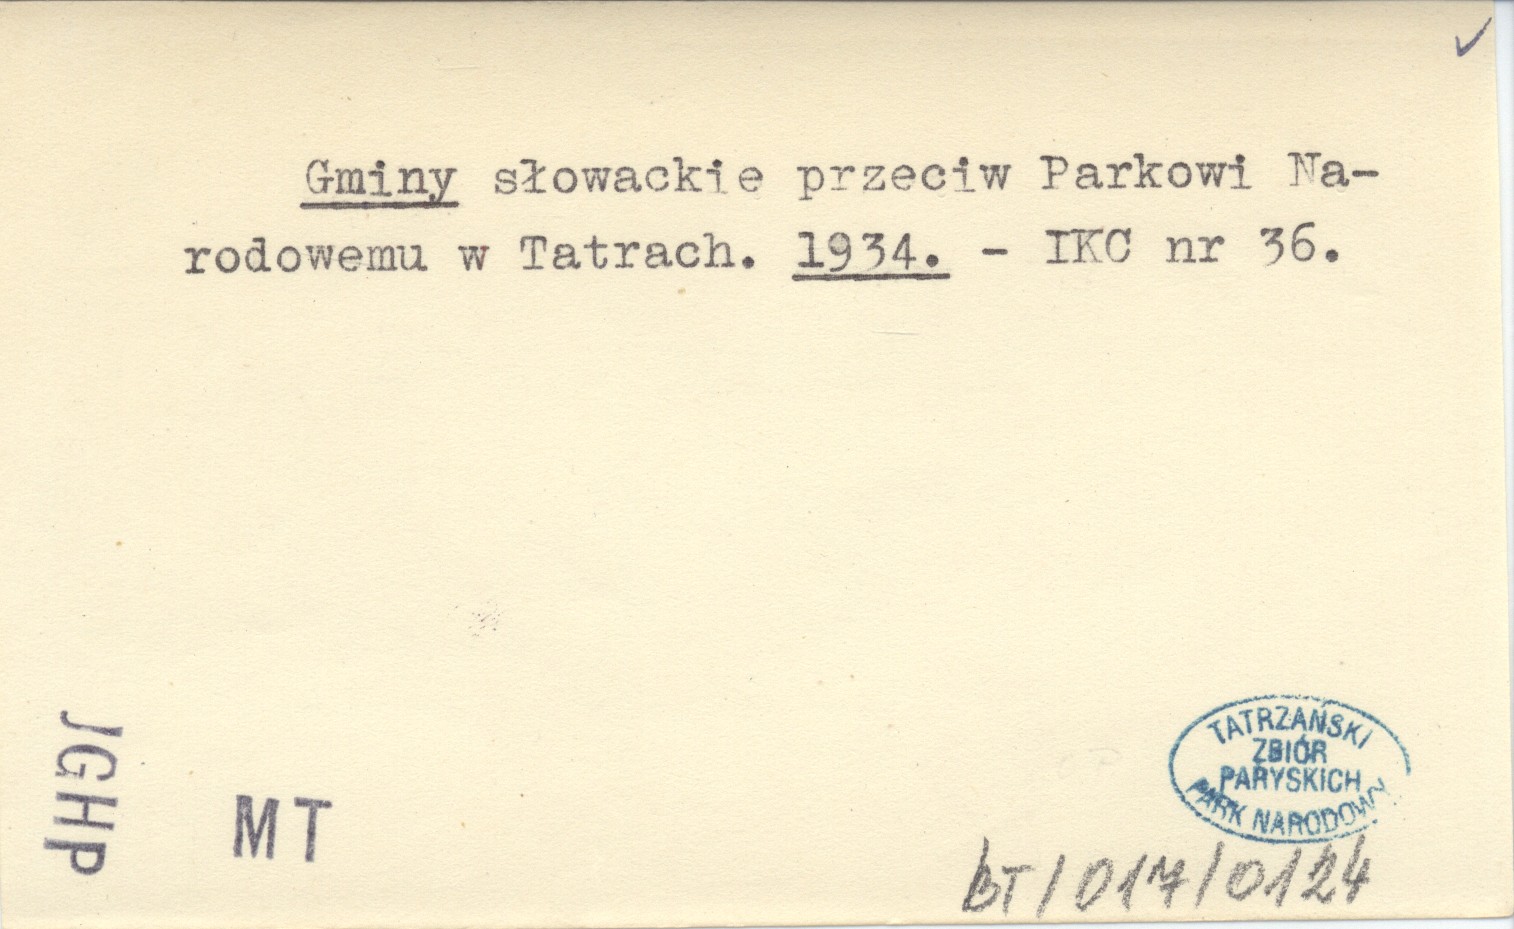 Gminy słowackie przeciw Parkowi Na-
rodowemu w Tatrach. 1934. - IKC nr 36.
JGHP
MT
TATRZAŃSKI
ZBIÓR
PARYSKICH
PARK NARODOWY
BT/017/0124